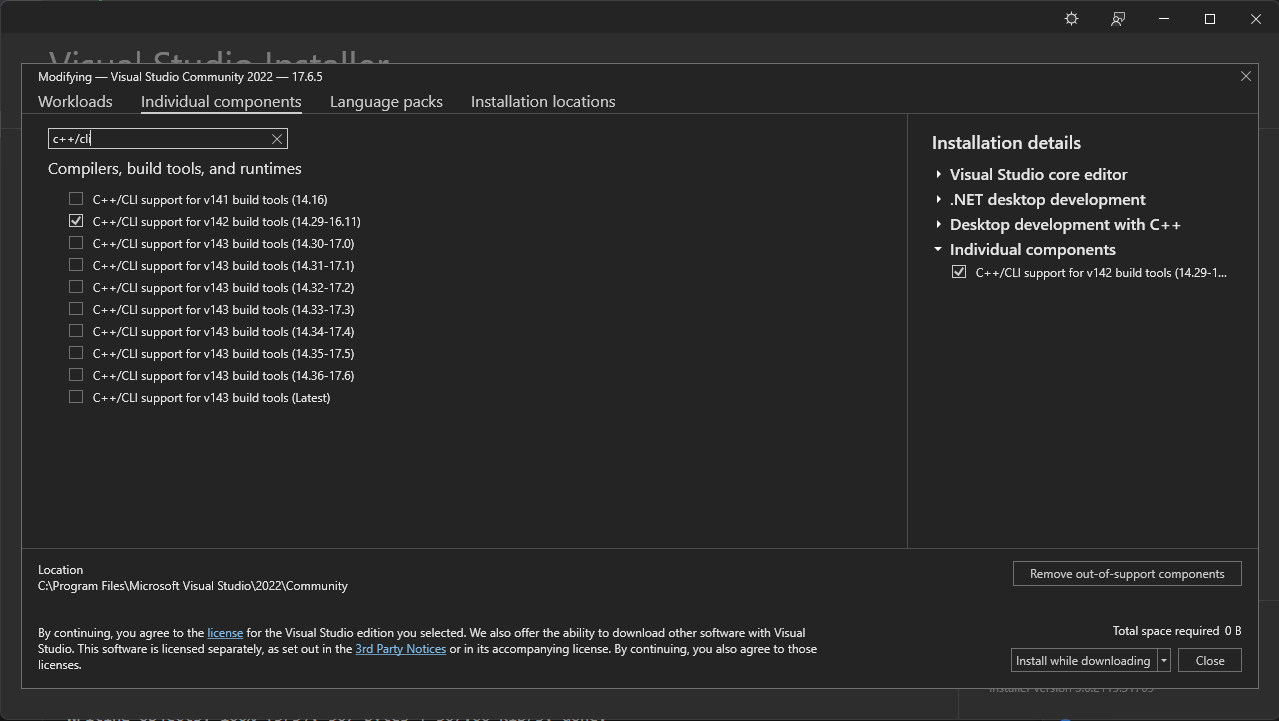 Visual Studio Installer
Modifying — Visual Studio Community 2022 — 17.6.5
Workloads
Individual components
Language packs
Installation locations
c++/cli
Compilers, build tools, and runtimes
C++/CLI support for v141 build tools (14.16)
C++/CLI support for v142 build tools (14.29-16.11)
C++/CLI support for v143 build tools (14.30-17.0)
C++/CLI support for v143 build tools (14.31-17.1)
C++/CLI support for v143 build tools (14.32-17.2)
C++/CLI support for v143 build tools (14.33-17.3)
C++/CLI support for v143 build tools (14.34-17.4)
C++/CLI support for v143 build tools (14.35-17.5)
C++/CLI support for v143 build tools (14.36-17.6)
C++/CLI support for v143 build tools (Latest)
Installation details
Visual Studio core editor
.NET desktop development
Desktop development with C++
Individual components
C++/CLI support for v142 build tools (14.29-1...
Location
C:\Program Files\Microsoft Visual Studio\2022\Community
Remove out-of-support components
By continuing, you agree to the license for the Visual Studio edition you selected. We also offer the ability to download other software with Visual
Studio. This software is licensed separately, as set out in the 3rd Party Notices or in its accompanying license. By continuing, you also agree to those
licenses.
Total space required 0 B
Install while downloading
Close